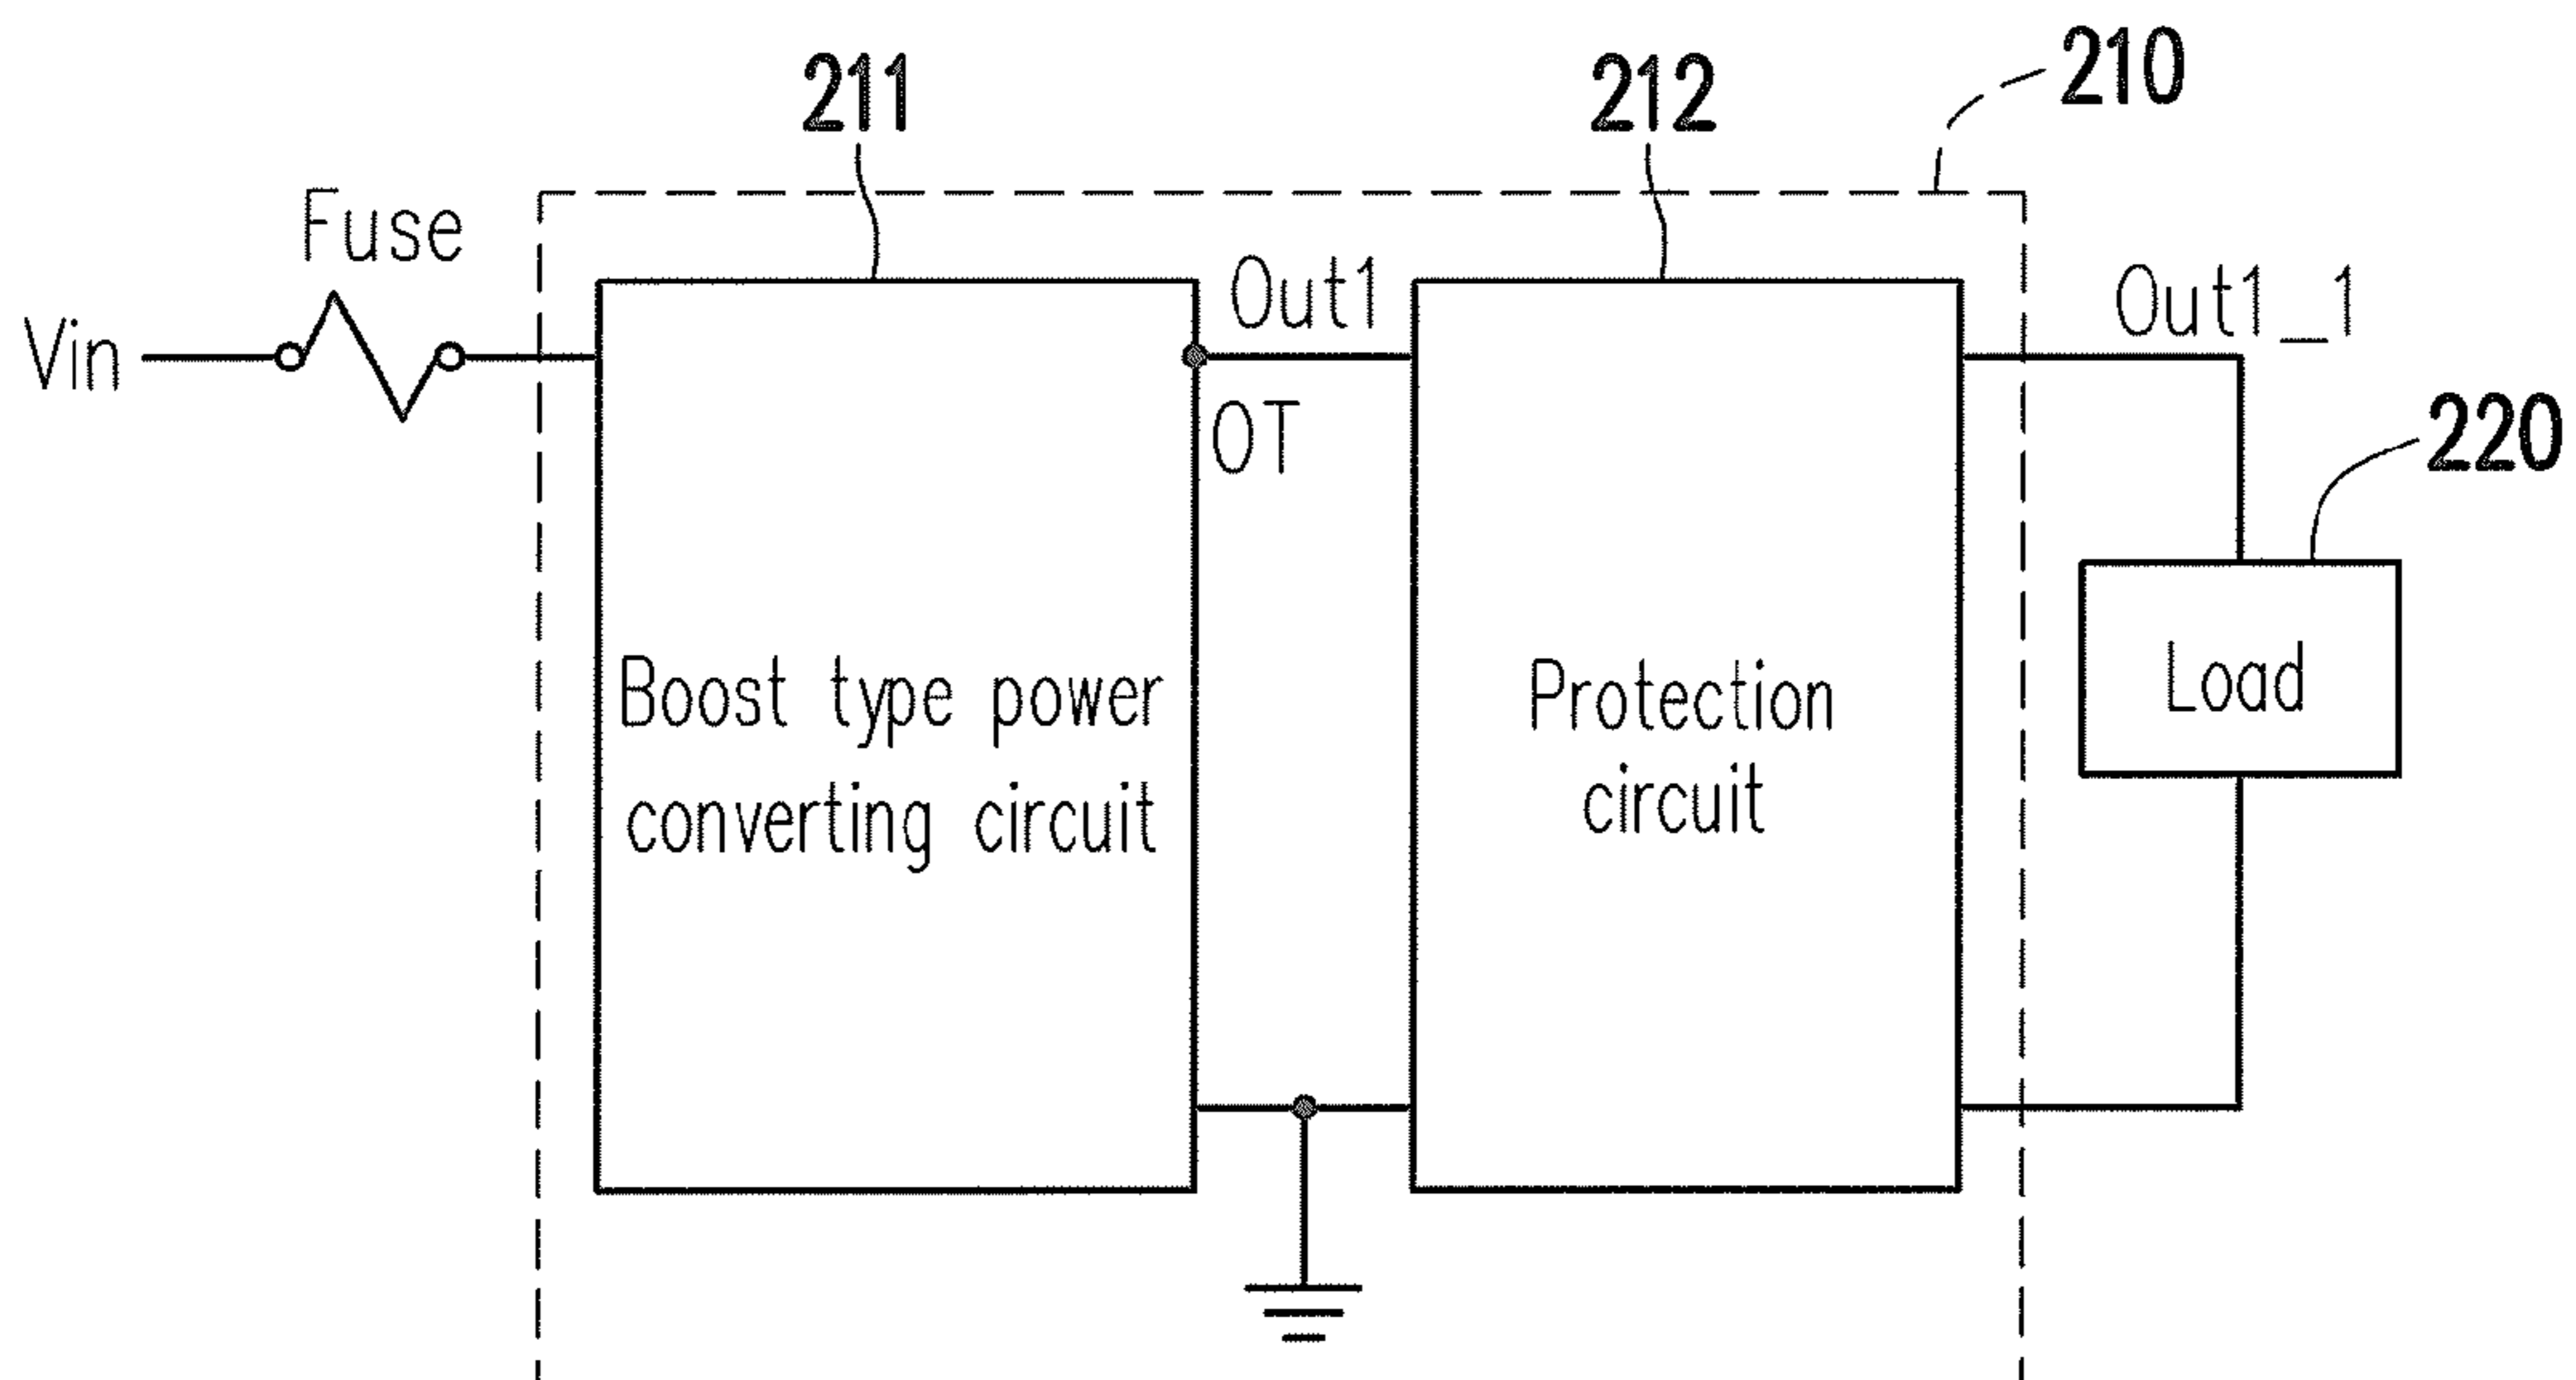 210
211
212
Fuse
Out1
Out1_1
Vin
OT
220
Boost type power
converting circuit
Protection
circuit
Load